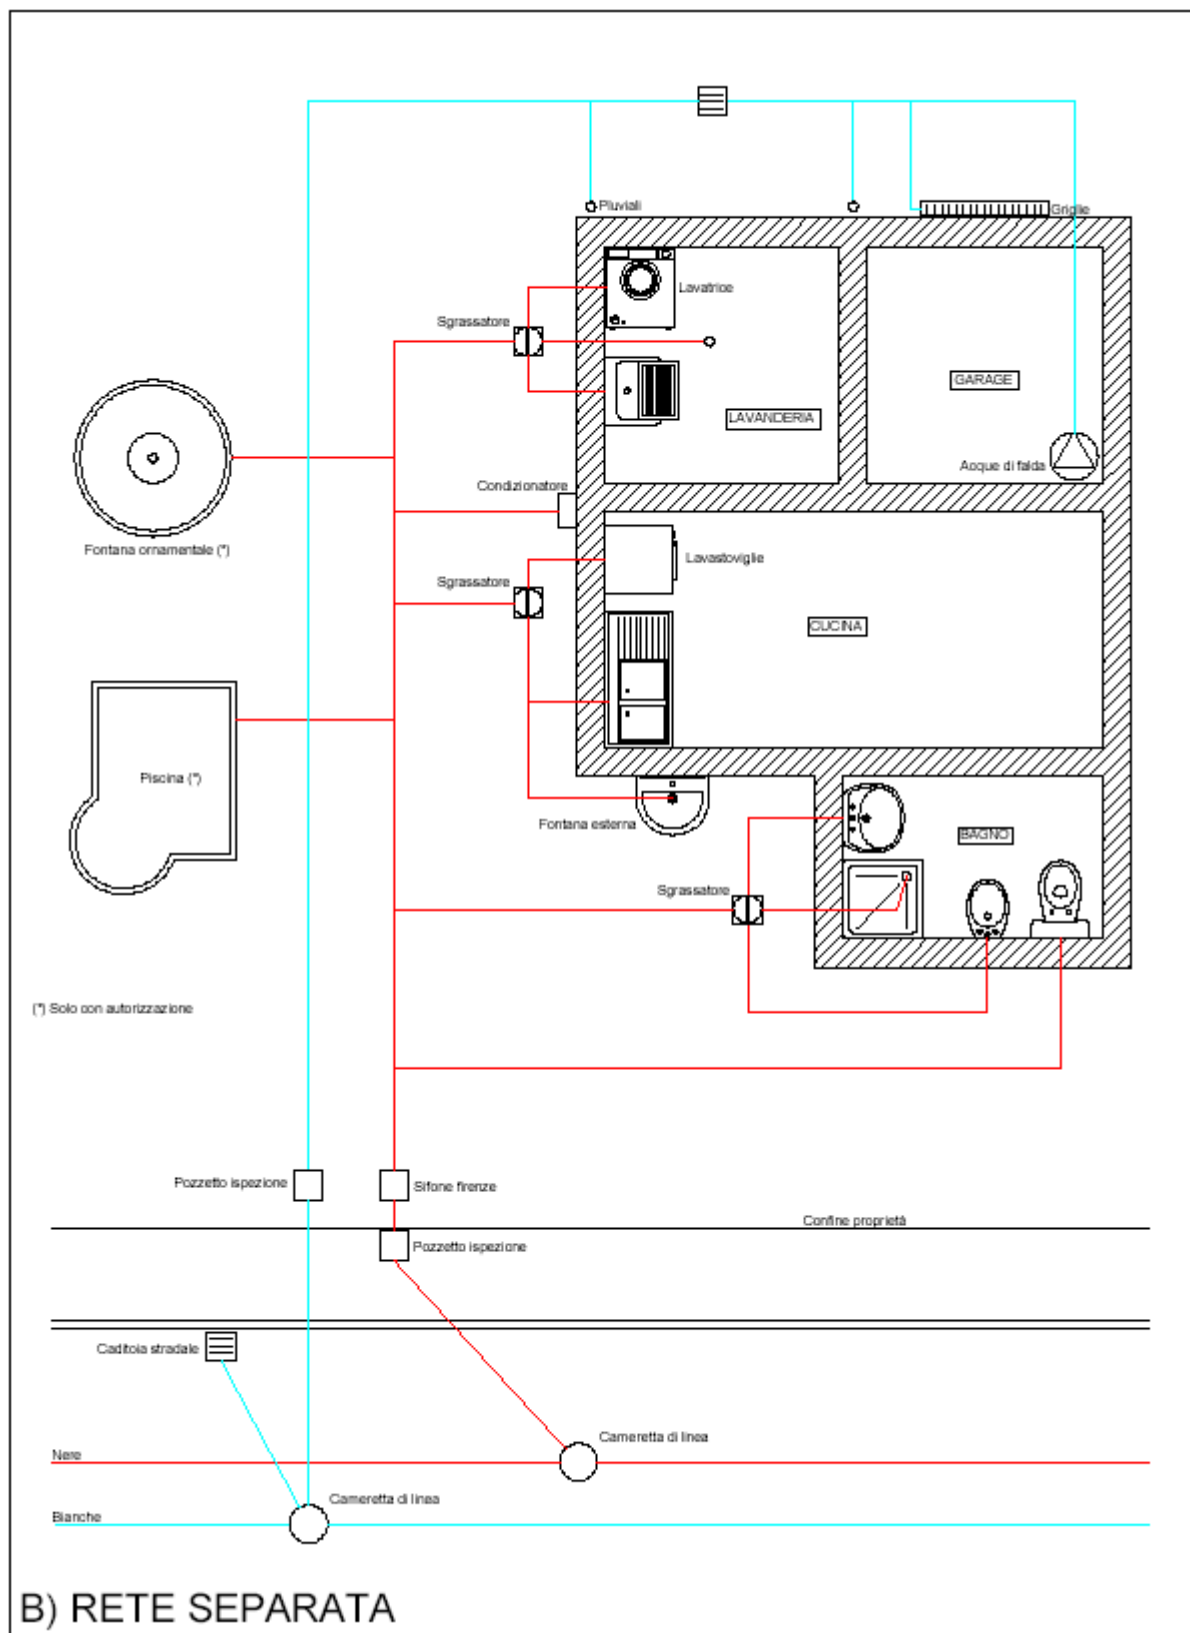 Pluviali
Griglie
Lavatrice
Sgrassatore
GARAGE
LAVANDERIA
Acque di falda
Condizionatore
Fontana ornamentale (*)
Lavastoviglie
Sgrassatore
CUCINA
Piscina (*)
Fontana esterna
BAGNO
Sgrassatore
(*) Solo con autorizzazione
Pozzetto ispezione
Sifone firenze
Confine proprietà
Pozzetto ispezione
Caditoia stradale
Cameretta di linea
Nere
Cameretta di linea
Bianche
B) RETE SEPARATA